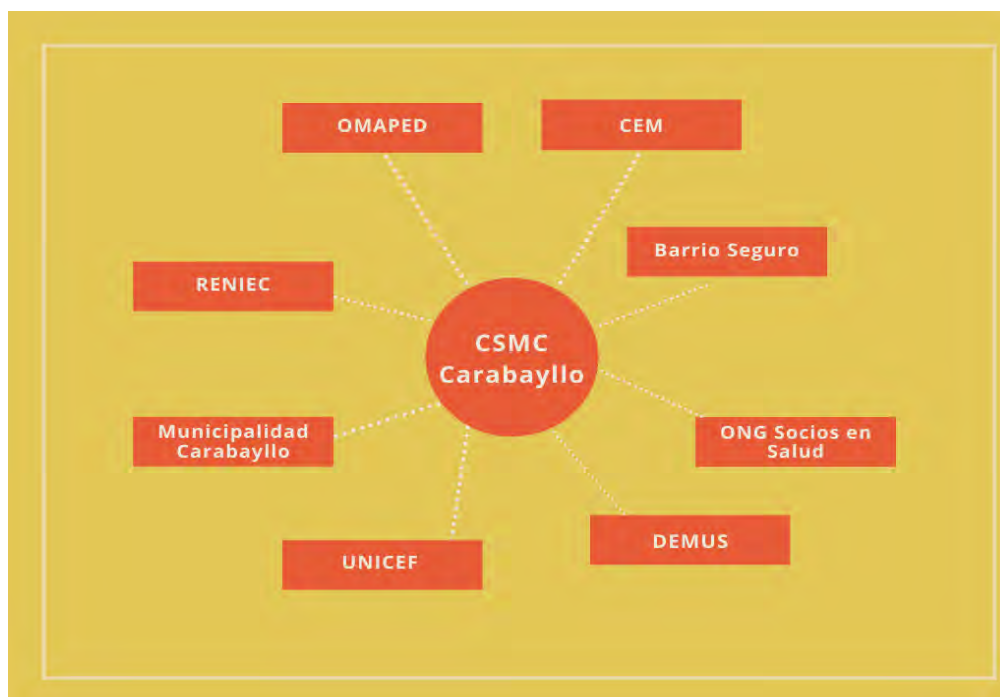 OMAPED
CEM
Barrio Seguro
RENIEC
CSMC
Carabayllo
Municipalidad
Carabayllo
ONG Socios en
Salud
DEMUS
UNICEF